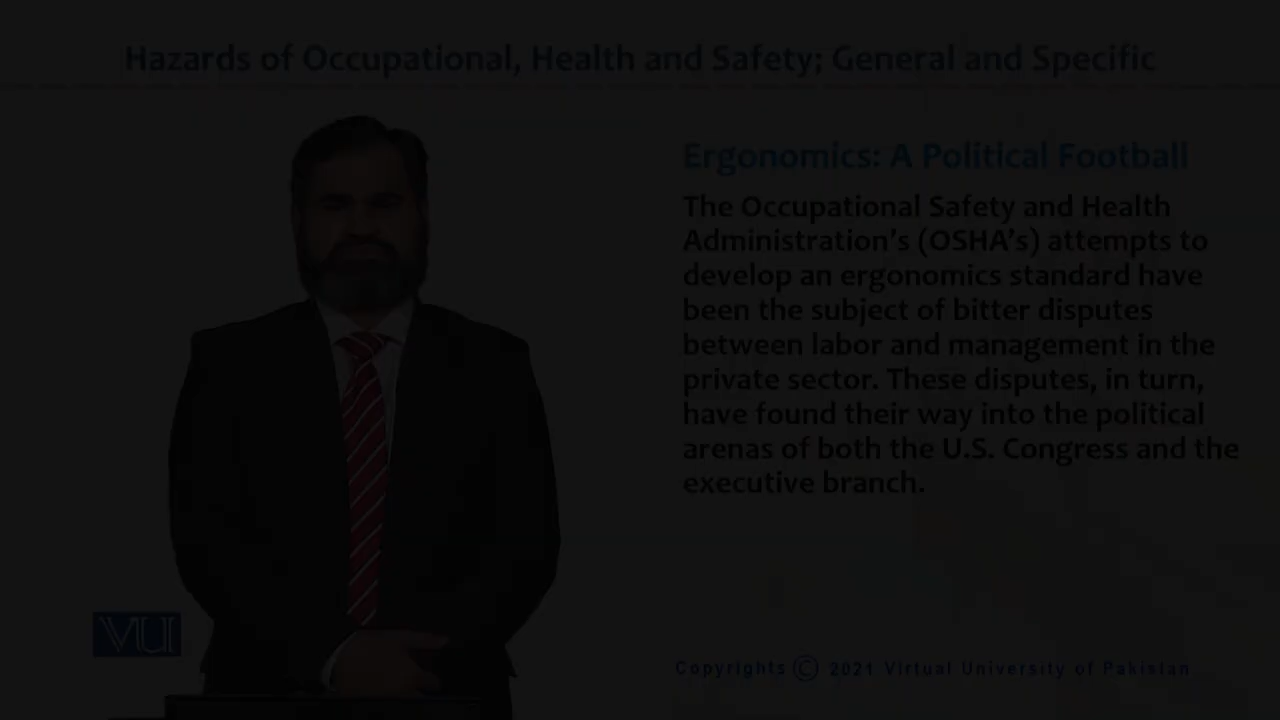 Hazards of Occupational, Health and Safety; General and Specific
Ergonomics: A Political Football
The Occupational Safety and Health
Administration's (OSHA's) attempts to
develop an ergonomics standard have
been the subject of bitter disputes
between labor and management in the
private sector. These disputes, in turn,
have found their way into the political
arenas of both the U.S. Congress and the
executive branch.
VU
Copyrights © 2021 Virtual University of Pakistan